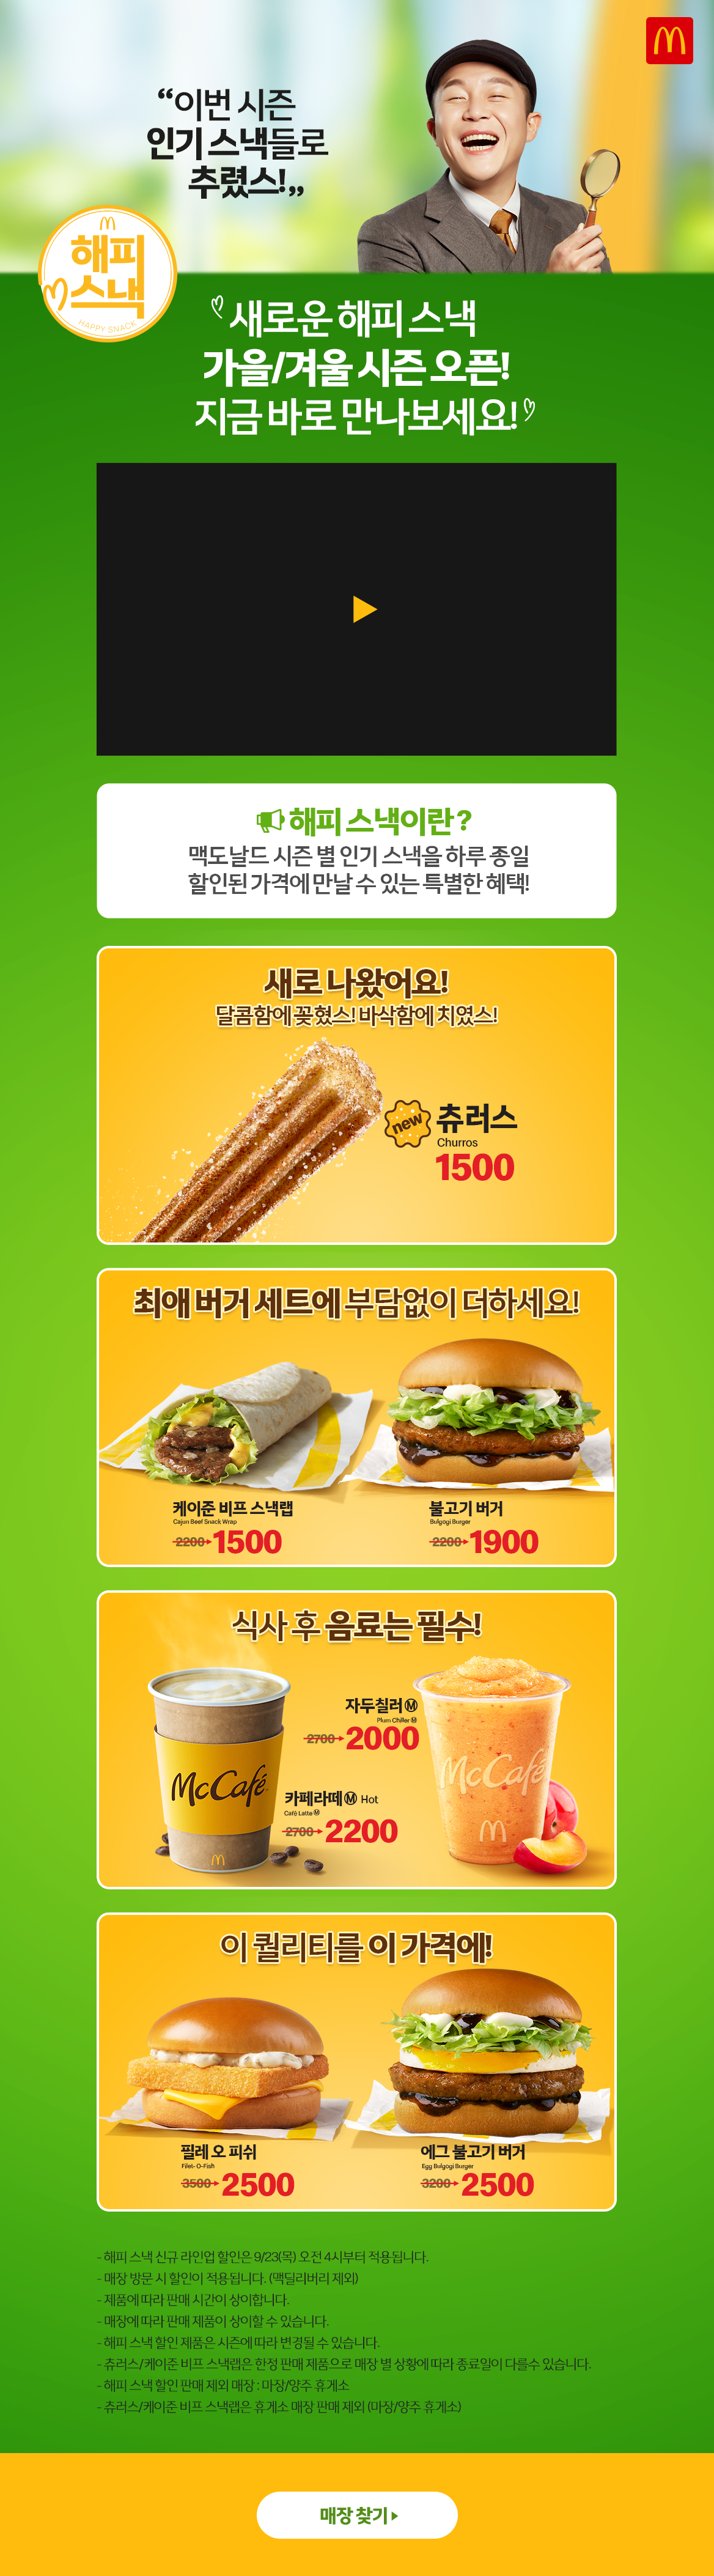 “이번 시즌
인기 스낵들로
추렸스!„
해피
스낵
HAPPY SNACK
새로운 해피 스낵
가을/겨울 시즌 오픈!
지금 바로 만나보세요!
해피 스낵이란?
맥도날드 시즌 별 인기 스낵을 하루 종일
할인된 가격에 만날 수 있는 특별한 혜택!
새로 나왔어요!
달콤함에 꽂혔스! 바삭함에 치였스!
new 츄러스
Churros
1500
최애 버거 세트에 부담없이 더하세요!
케이준 비프 스낵랩
Cajun Beef Snack Wrap
2200 1500
불고기 버거
Bulgogi Burger
2200 1900
식사 후 음료는 필수!
자두칠러 Ⓜ
Plum Chiller Ⓜ
2700 2000
McCafé
McCafé
카페라떼 Ⓜ Hot
Café Latte Ⓜ
2700 2200
이 퀄리티를 이 가격에!
필레 오 피쉬
Filet- O-Fish
3500 2500
에그 불고기 버거
Egg Bulgogi Burger
3200 2500
- 해피 스낵 신규 라인업 할인은 9/23(목) 오전 4시부터 적용됩니다.
- 매장 방문 시 할인이 적용됩니다. (맥딜리버리 제외)
- 제품에 따라 판매 시간이 상이합니다.
- 매장에 따라 판매 제품이 상이할 수 있습니다.
- 해피 스낵 할인 제품은 시즌에 따라 변경될 수 있습니다.
- 츄러스/케이준 비프 스낵랩은 한정 판매 제품으로 매장 별 상황에 따라 종료일이 다를수 있습니다.
- 해피 스낵 할인 판매 제외 매장 : 마장/양주 휴게소
- 츄러스/케이준 비프 스낵랩은 휴게소 매장 판매 제외 (마장/양주 휴게소)
매장 찾기